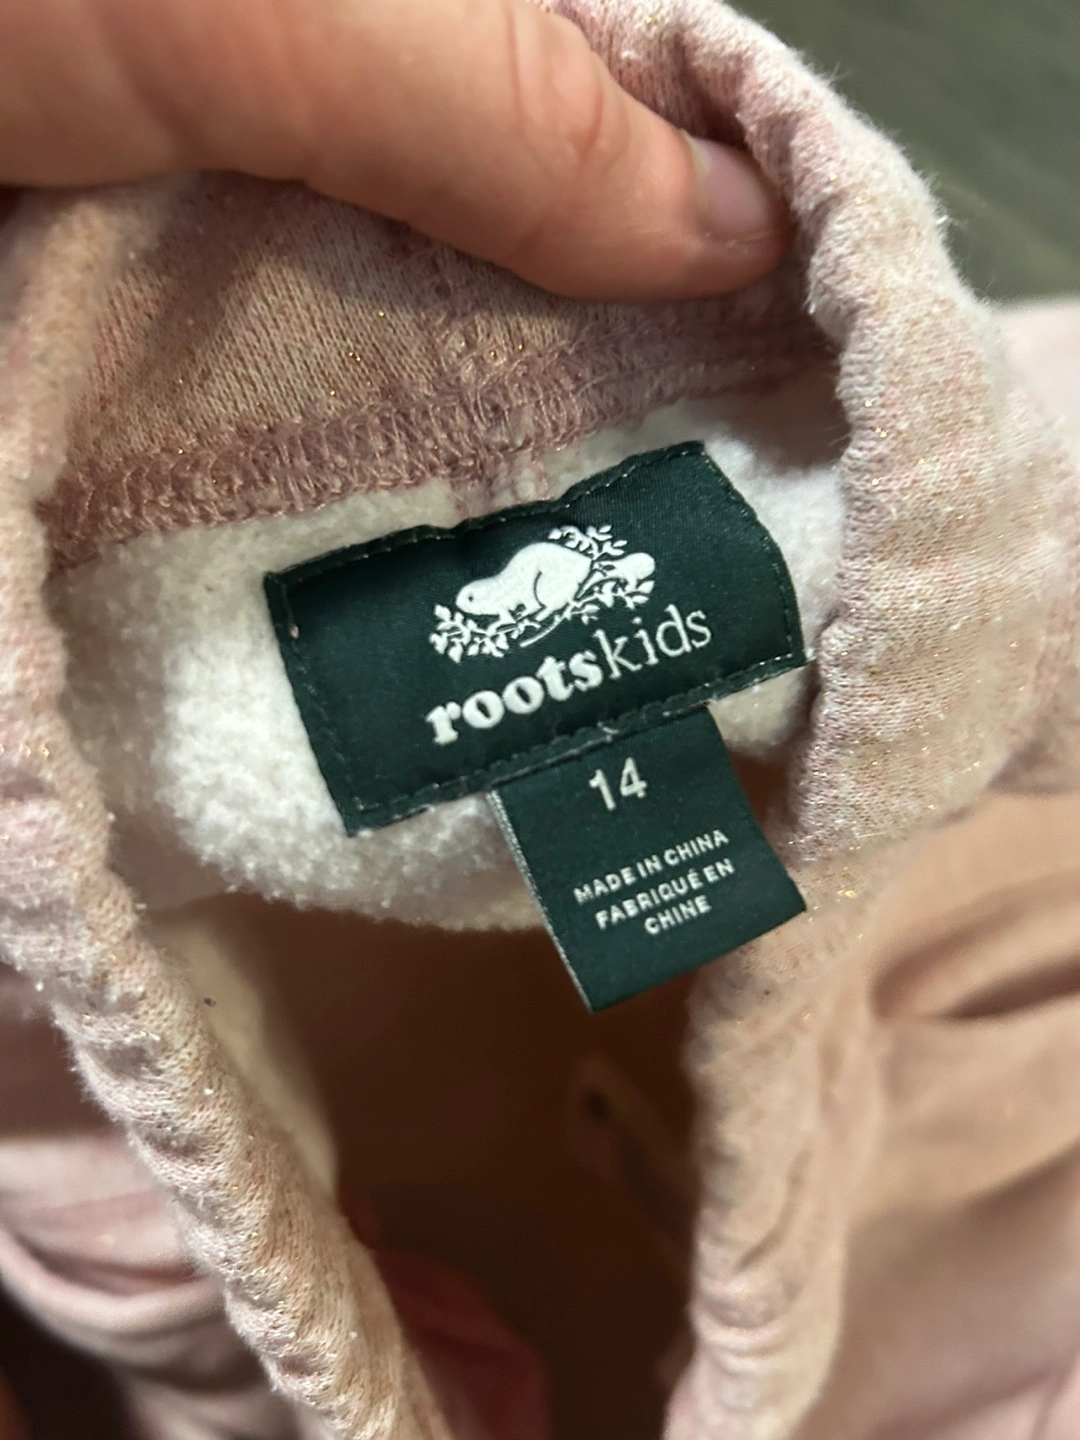 rootskids
14
MADE IN CHINA
FABRIQUÉ EN
CHINE